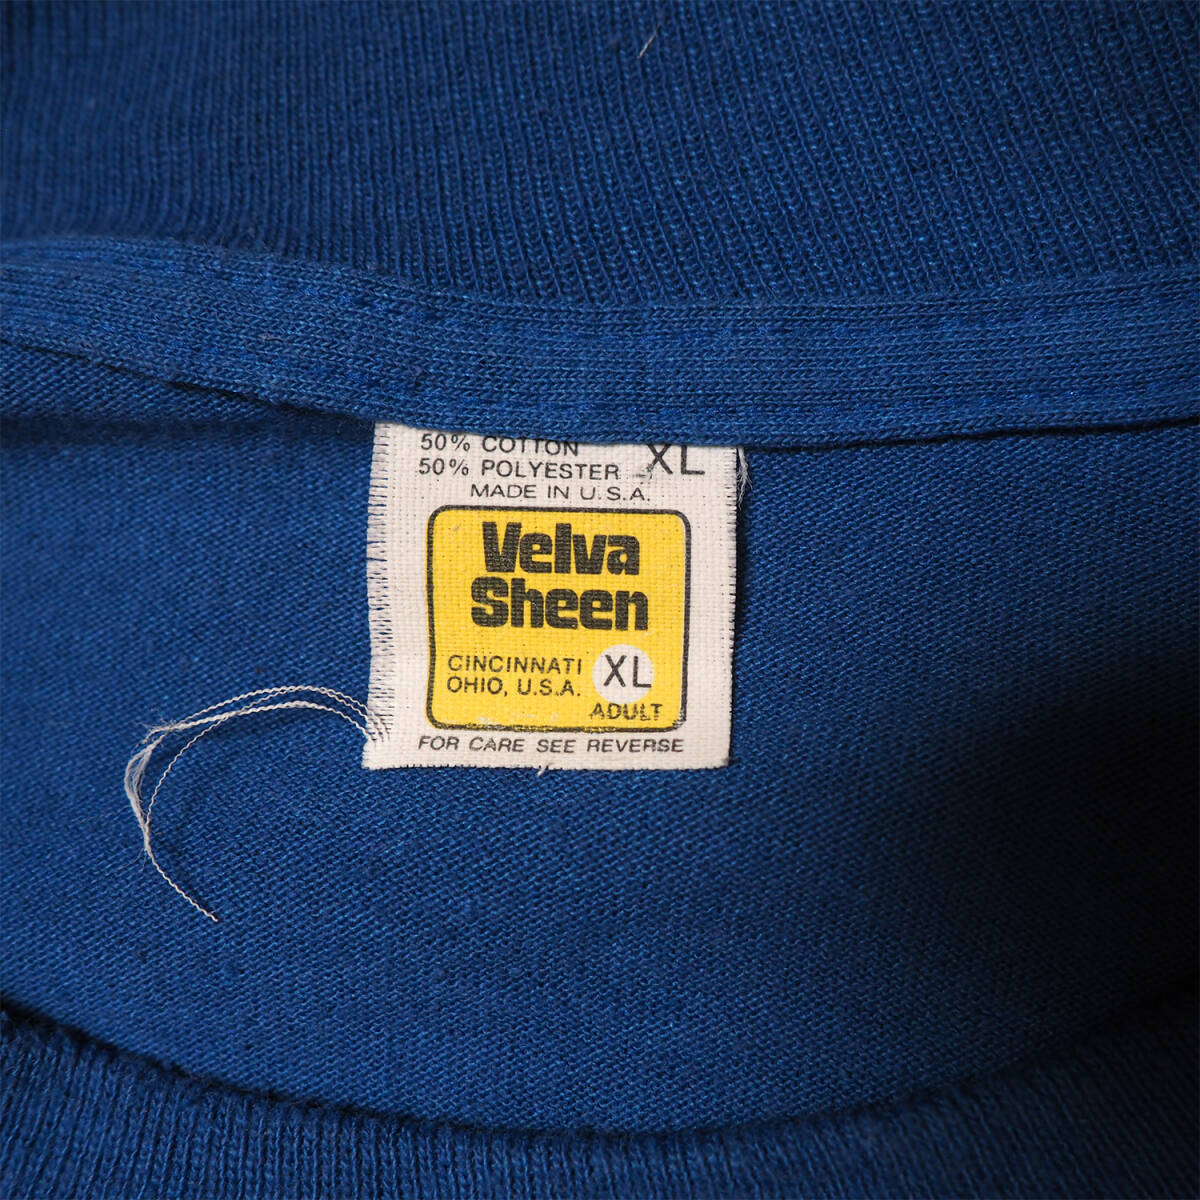 50% COTTON XL
50% POLYESTER
MADE IN U.S.A.
Velva
Sheen
CINCINNATI
OHIO, U.S.A.
XL
ADULT
FOR CARE SEE REVERSE